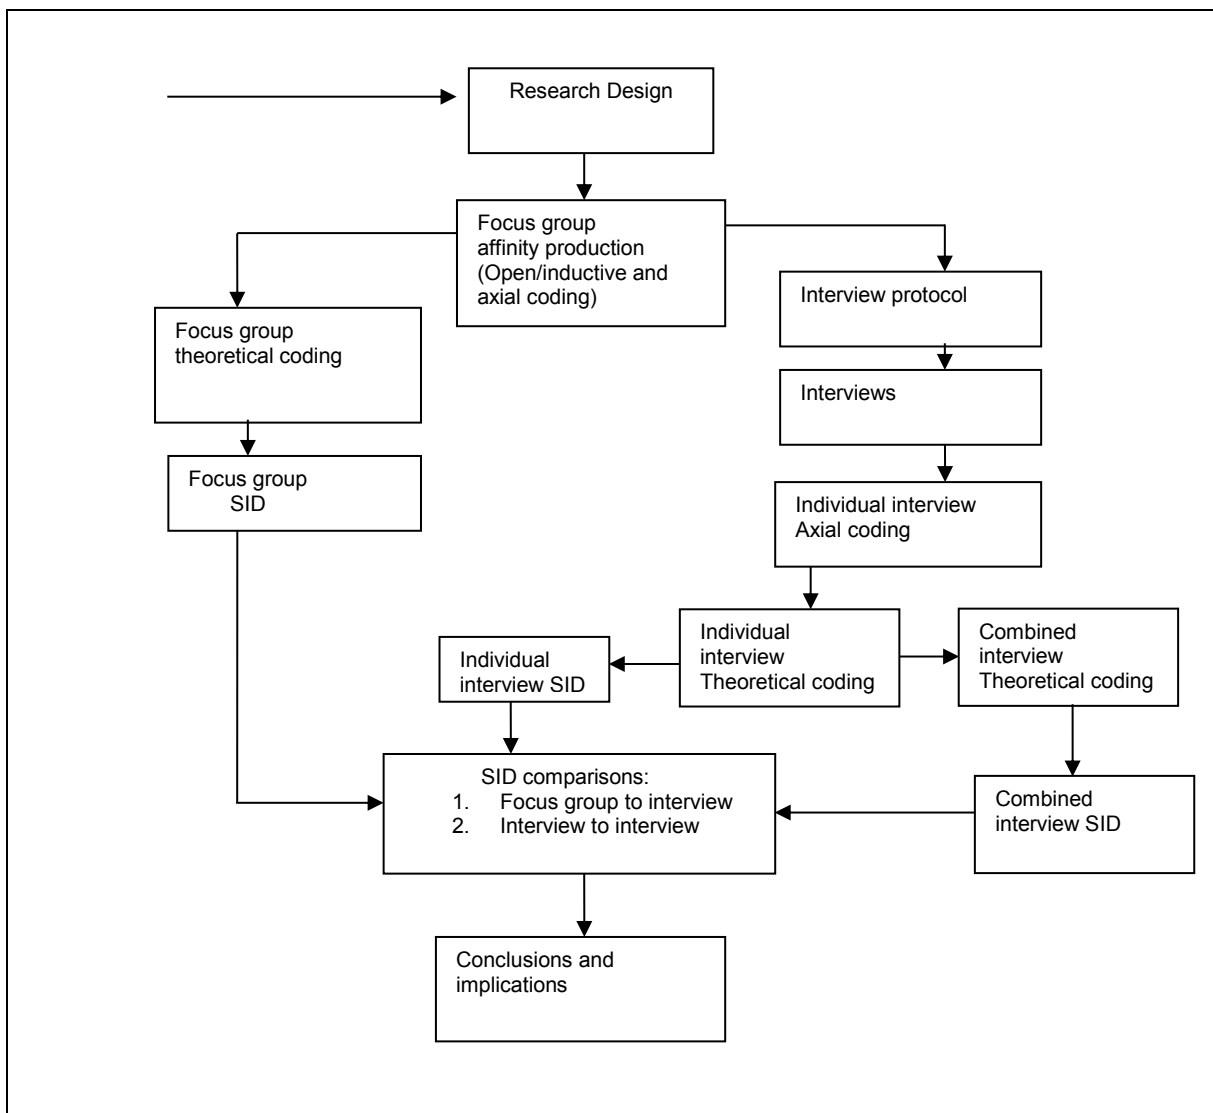 Research Design
Focus group
affinity production
(Open/inductive and
axial coding)
Focus group
theoretical coding
Interview protocol
Interviews
Focus group
SID
Individual interview
Axial coding
Individual
interview SID
Individual
interview
Theoretical coding
Combined
interview
Theoretical coding
SID comparisons:
1. Focus group to interview
2. Interview to interview
Combined
interview SID
Conclusions and
implications